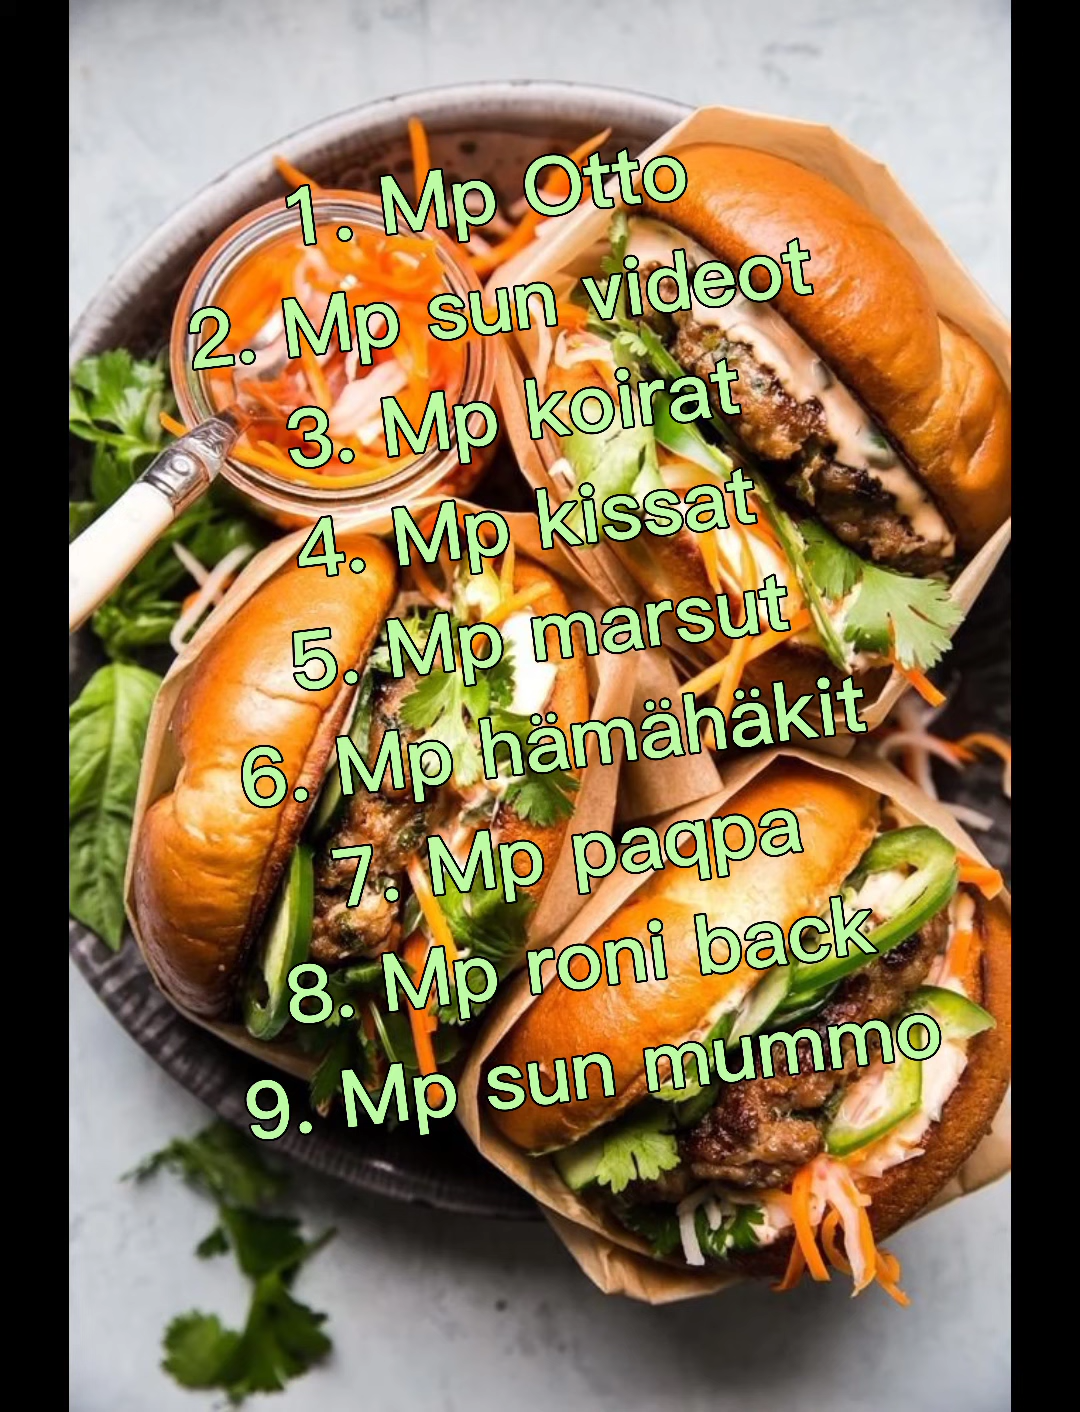 1. Mp Otto
2. Mp sun videot
3. Mp koirat
4. Mp kissat
5. Mp marsut
6. Mp hämähäkit
7. Mp paqpa
8. Mp roni back
9. Mp sun mummo